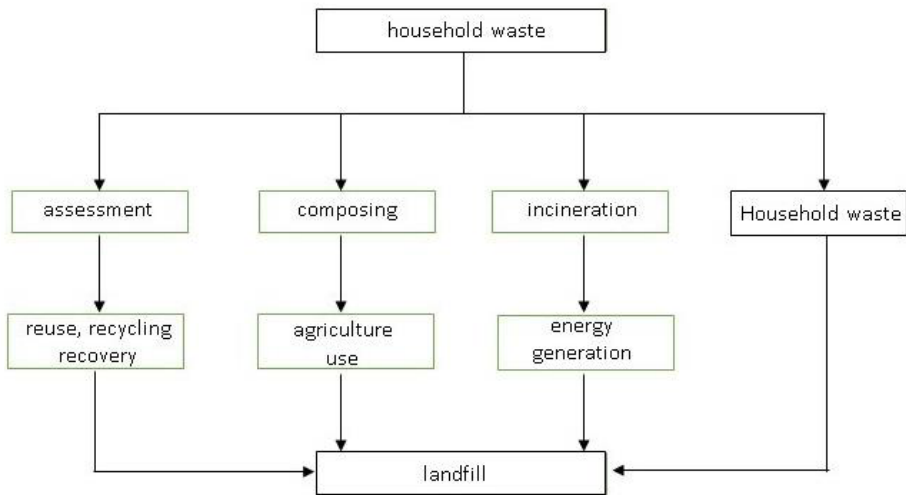 household waste
assessment
composing
incineration
Household waste
reuse, recycling
recovery
agriculture
use
energy
generation
landfill